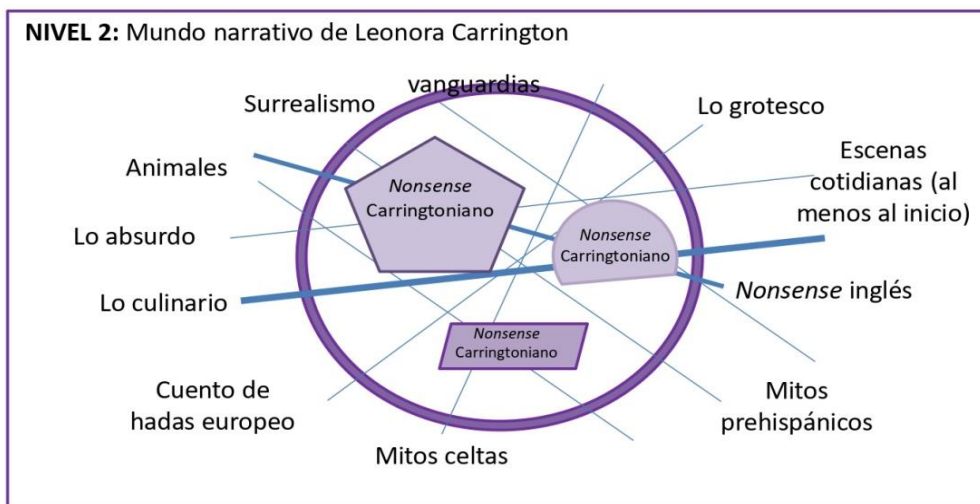 NIVEL 2: Mundo narrativo de Leonora Carrington
vanguardias
Surrealismo
Lo grotesco
Animales
Escenas
cotidianas (al
menos al inicio)
Nonsense
Carringtoniano
Lo absurdo
Nonsense
Carringtoniano
Lo culinario
Nonsense inglés
Nonsense
Carringtoniano
Cuento de
hadas europeo
Mitos
prehispánicos
Mitos celtas